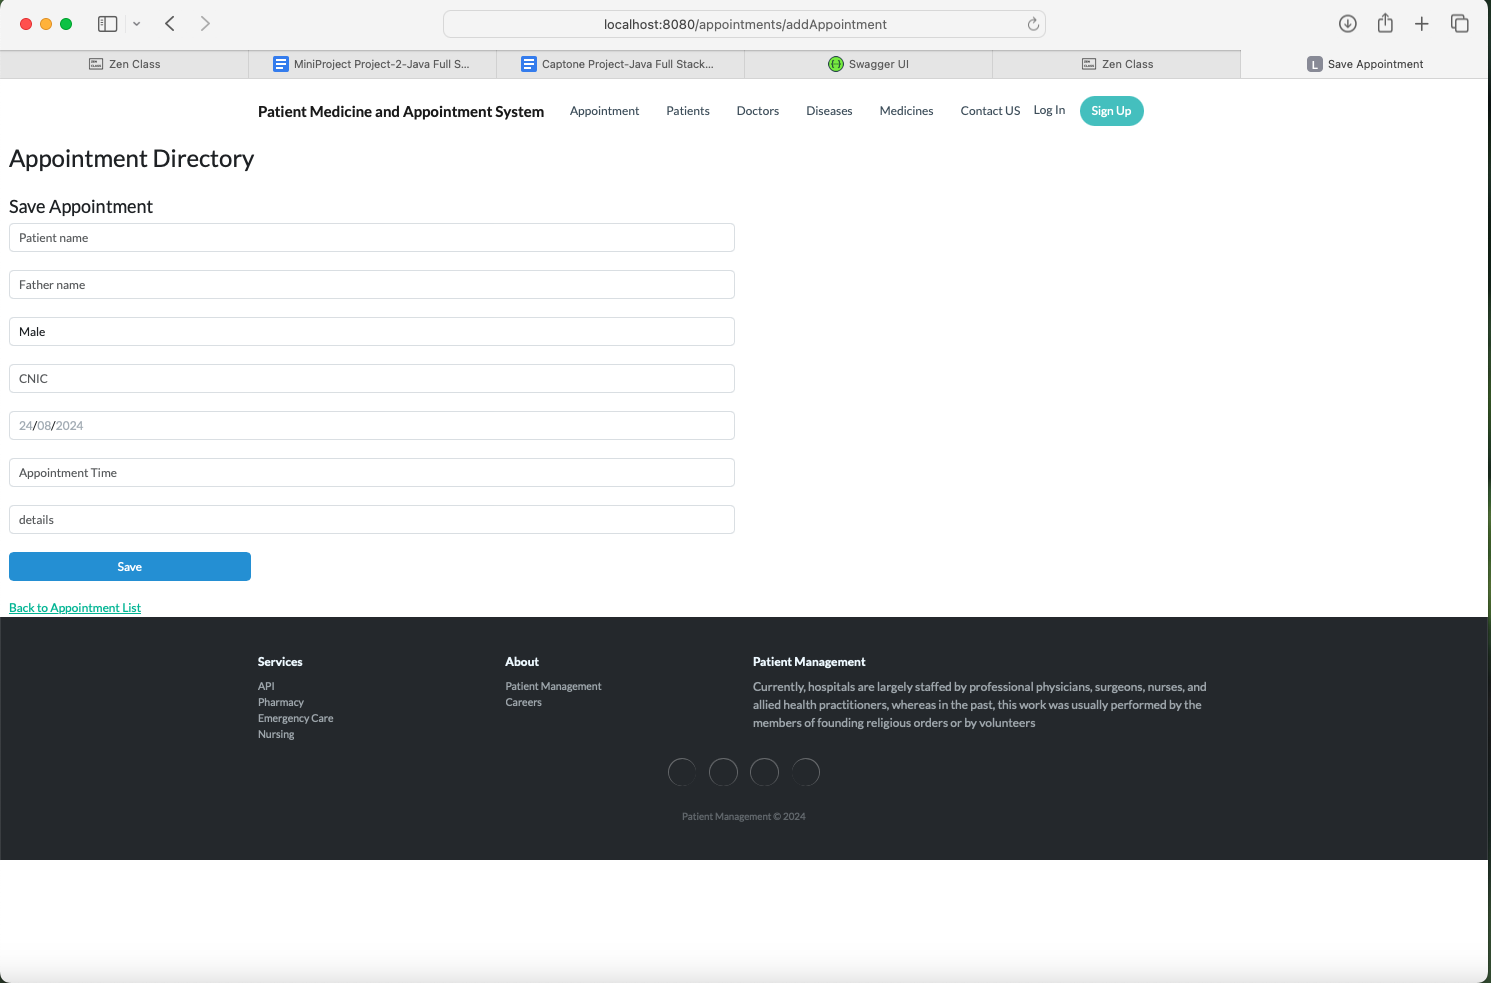 localhost:8080/appointments/addAppointment
Zen Class
MiniProject Project-2-Java Full S...
Captone Project-Java Full Stack...
Swagger UI
Zen Class
L Save Appointment
Patient Medicine and Appointment System Appointment Patients Doctors Diseases Medicines Contact US Log In Sign Up
Appointment Directory
Save Appointment
Patient name
Father name
Male
CNIC
24/08/2024
Appointment Time
details
Save
Back to Appointment List
Services
API
Pharmacy
Emergency Care
Nursing
About
Patient Management
Careers
Patient Management
Currently, hospitals are largely staffed by professional physicians, surgeons, nurses, and
allied health practitioners, whereas in the past, this work was usually performed by the
members of founding religious orders or by volunteers
Patient Management © 2024